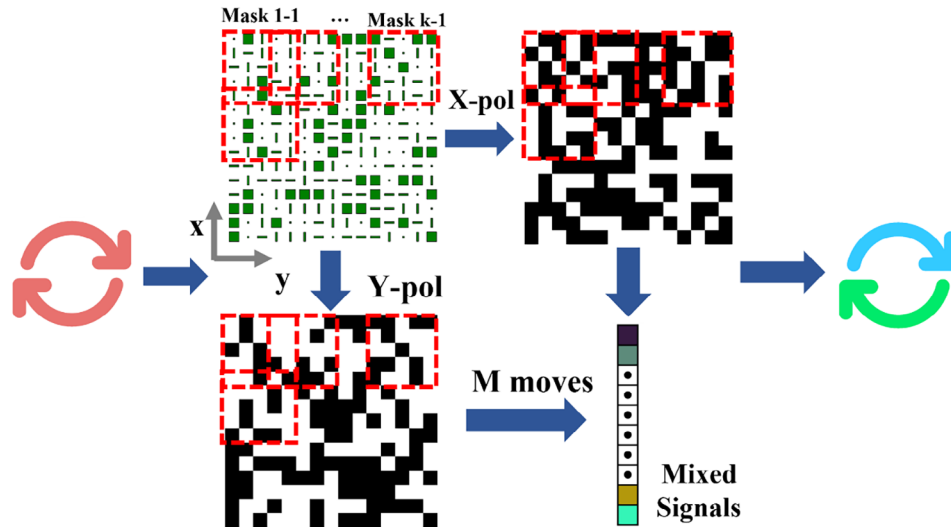 Mask 1-1 ... Mask k-1
X-pol
x
y
Y-pol
M moves
Mixed
Signals